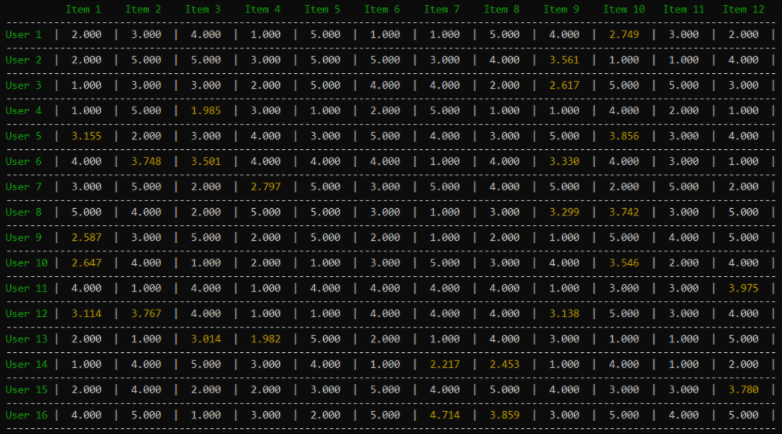 Item 1 Item 2 Item 3 Item 4 Item 5 Item 6 Item 7 Item 8 Item 9 Item 10 Item 11 Item 12
User 1 | 2.000 | 3.000 | 4.000 | 1.000 | 5.000 | 1.000 | 1.000 | 5.000 | 4.000 | 2.749 | 3.000 | 2.000 |
User 2 | 2.000 | 5.000 | 5.000 | 3.000 | 5.000 | 5.000 | 3.000 | 4.000 | 3.561 | 1.000 | 1.000 | 4.000 |
User 3 | 1.000 | 3.000 | 3.000 | 2.000 | 5.000 | 4.000 | 4.000 | 2.000 | 2.617 | 5.000 | 5.000 | 3.000 |
User 4 | 1.000 | 5.000 | 1.985 | 3.000 | 1.000 | 2.000 | 5.000 | 1.000 | 1.000 | 4.000 | 2.000 | 1.000 |
User 5 | 3.155 | 2.000 | 3.000 | 4.000 | 3.000 | 5.000 | 4.000 | 3.000 | 5.000 | 3.856 | 3.000 | 4.000 |
User 6 | 4.000 | 3.748 | 3.501 | 4.000 | 4.000 | 4.000 | 1.000 | 4.000 | 3.330 | 4.000 | 3.000 | 1.000 |
User 7 | 3.000 | 5.000 | 2.000 | 2.797 | 5.000 | 3.000 | 5.000 | 4.000 | 5.000 | 2.000 | 5.000 | 2.000 |
User 8 | 5.000 | 4.000 | 2.000 | 5.000 | 5.000 | 3.000 | 1.000 | 3.000 | 3.299 | 3.742 | 3.000 | 5.000 |
User 9 | 2.587 | 3.000 | 5.000 | 2.000 | 5.000 | 2.000 | 1.000 | 2.000 | 1.000 | 5.000 | 4.000 | 5.000 |
User 10 | 2.647 | 4.000 | 1.000 | 2.000 | 1.000 | 3.000 | 5.000 | 3.000 | 4.000 | 3.546 | 2.000 | 4.000 |
User 11 | 4.000 | 1.000 | 4.000 | 1.000 | 4.000 | 4.000 | 4.000 | 4.000 | 1.000 | 3.000 | 3.000 | 3.975 |
User 12 | 3.114 | 3.767 | 4.000 | 1.000 | 1.000 | 4.000 | 4.000 | 4.000 | 3.138 | 5.000 | 3.000 | 4.000 |
User 13 | 2.000 | 1.000 | 3.014 | 1.982 | 5.000 | 2.000 | 1.000 | 4.000 | 3.000 | 1.000 | 1.000 | 5.000 |
User 14 | 1.000 | 4.000 | 5.000 | 3.000 | 4.000 | 1.000 | 2.217 | 2.453 | 1.000 | 4.000 | 1.000 | 2.000 |
User 15 | 2.000 | 4.000 | 2.000 | 2.000 | 3.000 | 5.000 | 4.000 | 5.000 | 4.000 | 3.000 | 3.000 | 3.780 |
User 16 | 4.000 | 5.000 | 1.000 | 3.000 | 2.000 | 5.000 | 4.714 | 3.859 | 3.000 | 5.000 | 4.000 | 5.000 |